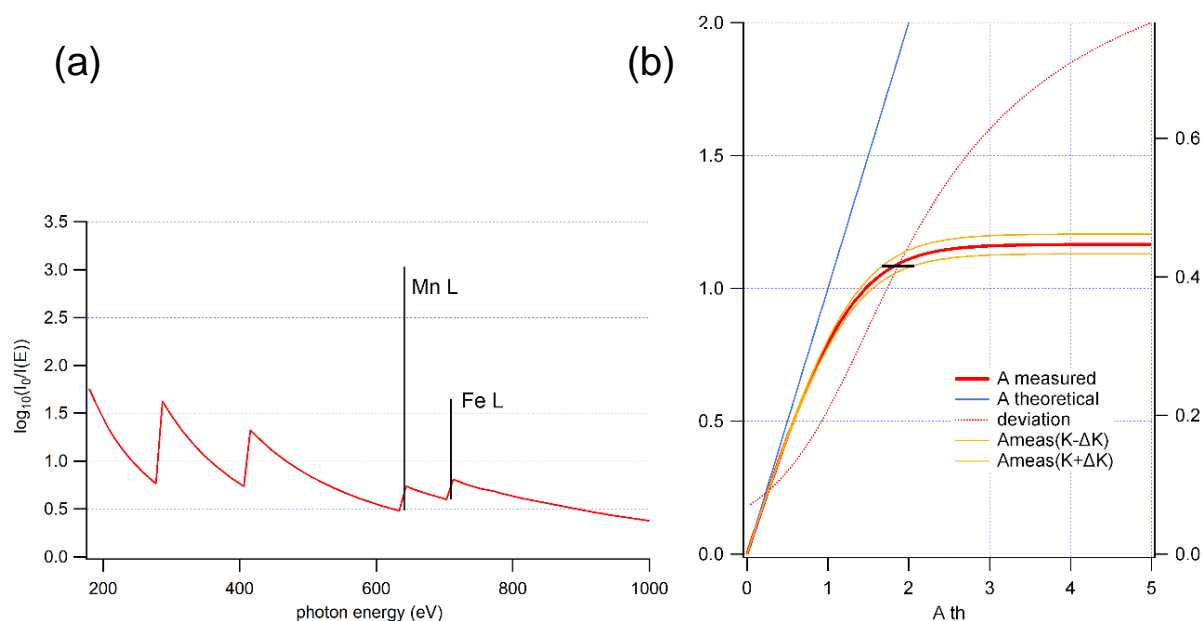 (a)
3.5
3.0
2.5
2.0
1.5
1.0
0.5
0.0
log₁₀(I₀/I(E))
Mn L
Fe L
200
400
600
800
1000
photon energy (eV)
(b)
2.0
1.5
1.0
0.5
0.0
0.6
0.4
0.2
0.0
A measured
A theoretical
deviation
Ameas(K-ΔK)
Ameas(K+ΔK)
0
1
2
3
4
5
A th